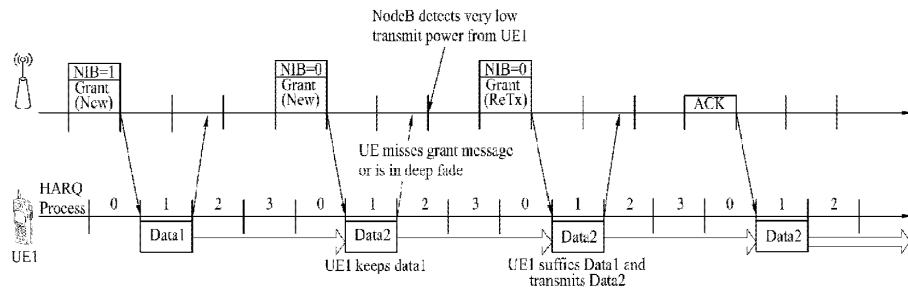 NodeB detects very low
transmit power from UE1
NIB=1
Grant
(New)
NIB=0
Grant
(New)
NIB=0
Grant
(ReTx)
ACK
UE misses grant message
or is in deep fade
HARQ
Process
0 1 2 3 0 1 2 3 0 1 2 3 0 1 2
Data1
Data2
Data2
Data2
UE1
UE1 keeps data1
UE1 suffics Data1 and
transmits Data2